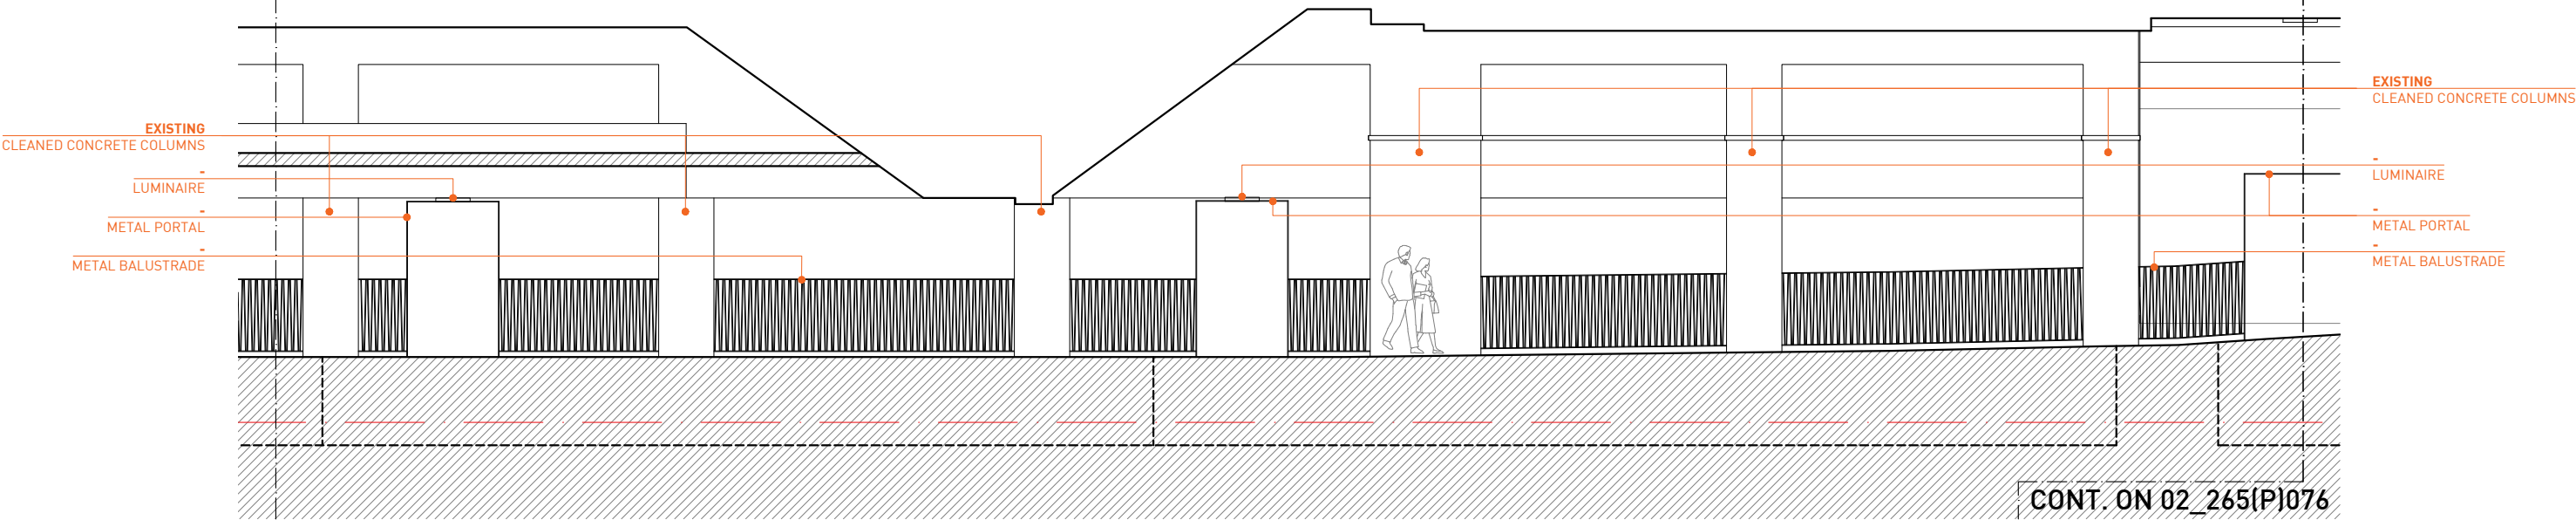 EXISTING
CLEANED CONCRETE COLUMNS
-
LUMINAIRE
-
METAL PORTAL
-
METAL BALUSTRADE
EXISTING
CLEANED CONCRETE COLUMNS
-
LUMINAIRE
-
METAL PORTAL
-
METAL BALUSTRADE
CONT. ON 02_265(P)076